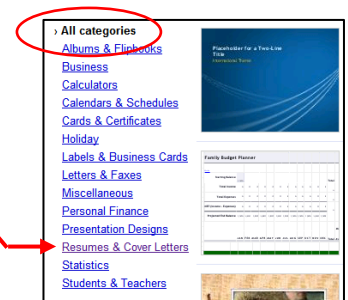 › All categories
Albums & Flipbooks
Business
Calculators
Calendars & Schedules
Cards & Certificates
Holiday
Labels & Business Cards
Letters & Faxes
Miscellaneous
Personal Finance
Presentation Designs
Resumes & Cover Letters
Statistics
Students & Teachers
Placeholder for a Two-Line
Title
Family Budget Planner